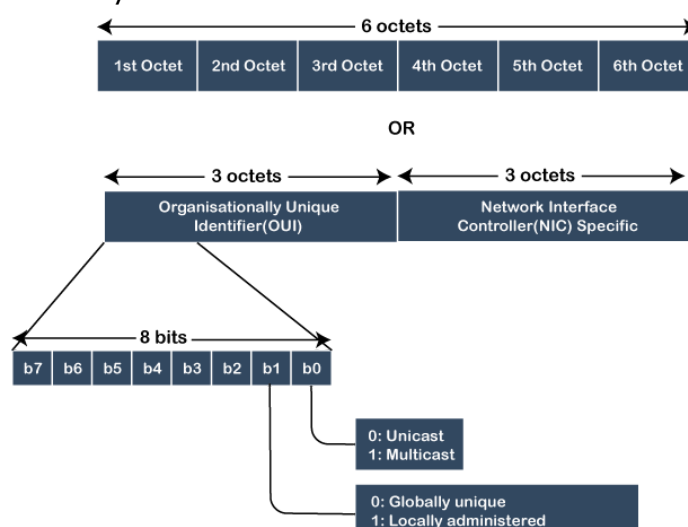 6 octets
1st Octet 2nd Octet 3rd Octet 4th Octet 5th Octet 6th Octet
OR
3 octets 3 octets
Organisationally Unique
Identifier(OUI)
Network Interface
Controller(NIC) Specific
8 bits
b7 b6 b5 b4 b3 b2 b1 b0
0: Unicast
1: Multicast
0: Globally unique
1: Locally administered